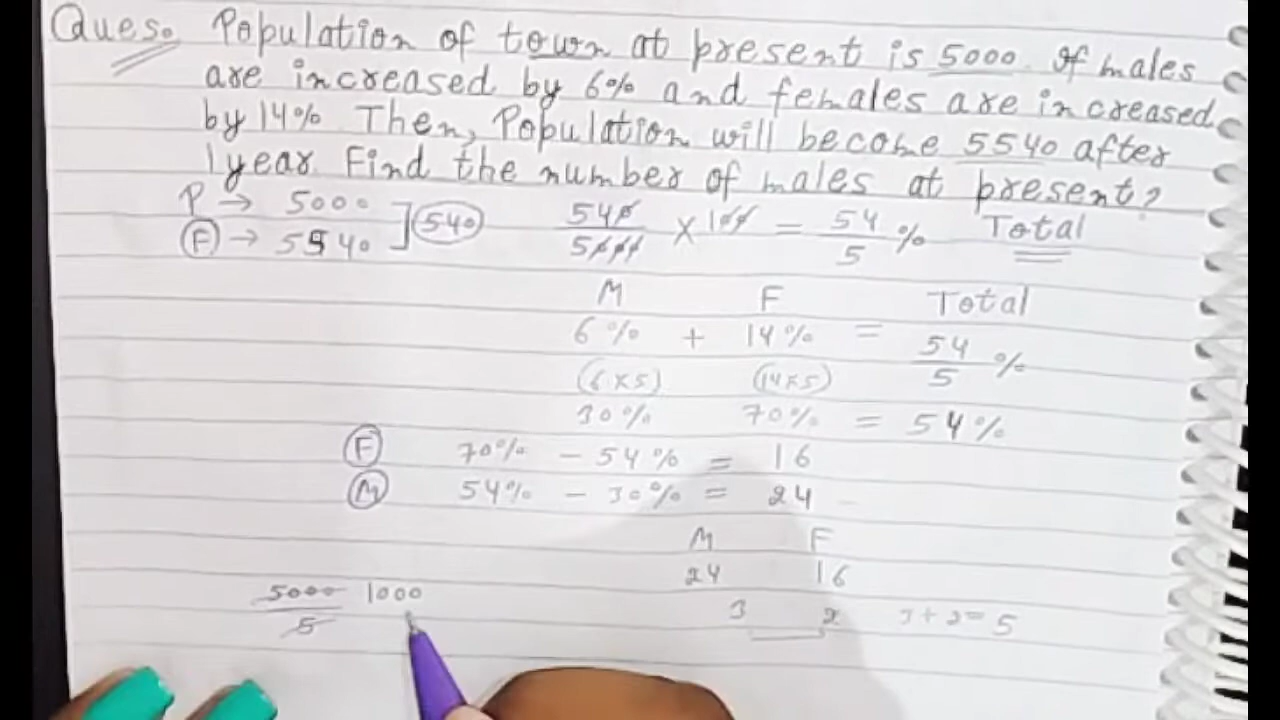 Ques. Population of town at present is 5000. If males
are increased by 6% and females are increased
by 14%. Then, Population will become 5540 after
1 year. Find the number of males at present?
P → 5000
F → 5540 ] 540 540/5000 × 100 = 54/5 % Total
M F Total
6% + 14% = 54/5 %
(6×5) (14×5)
30% 70% = 54%
F 70% - 54% = 16
M 54% - 30% = 24
M F
24 16
5000/5 1000
3 2 3+2=5